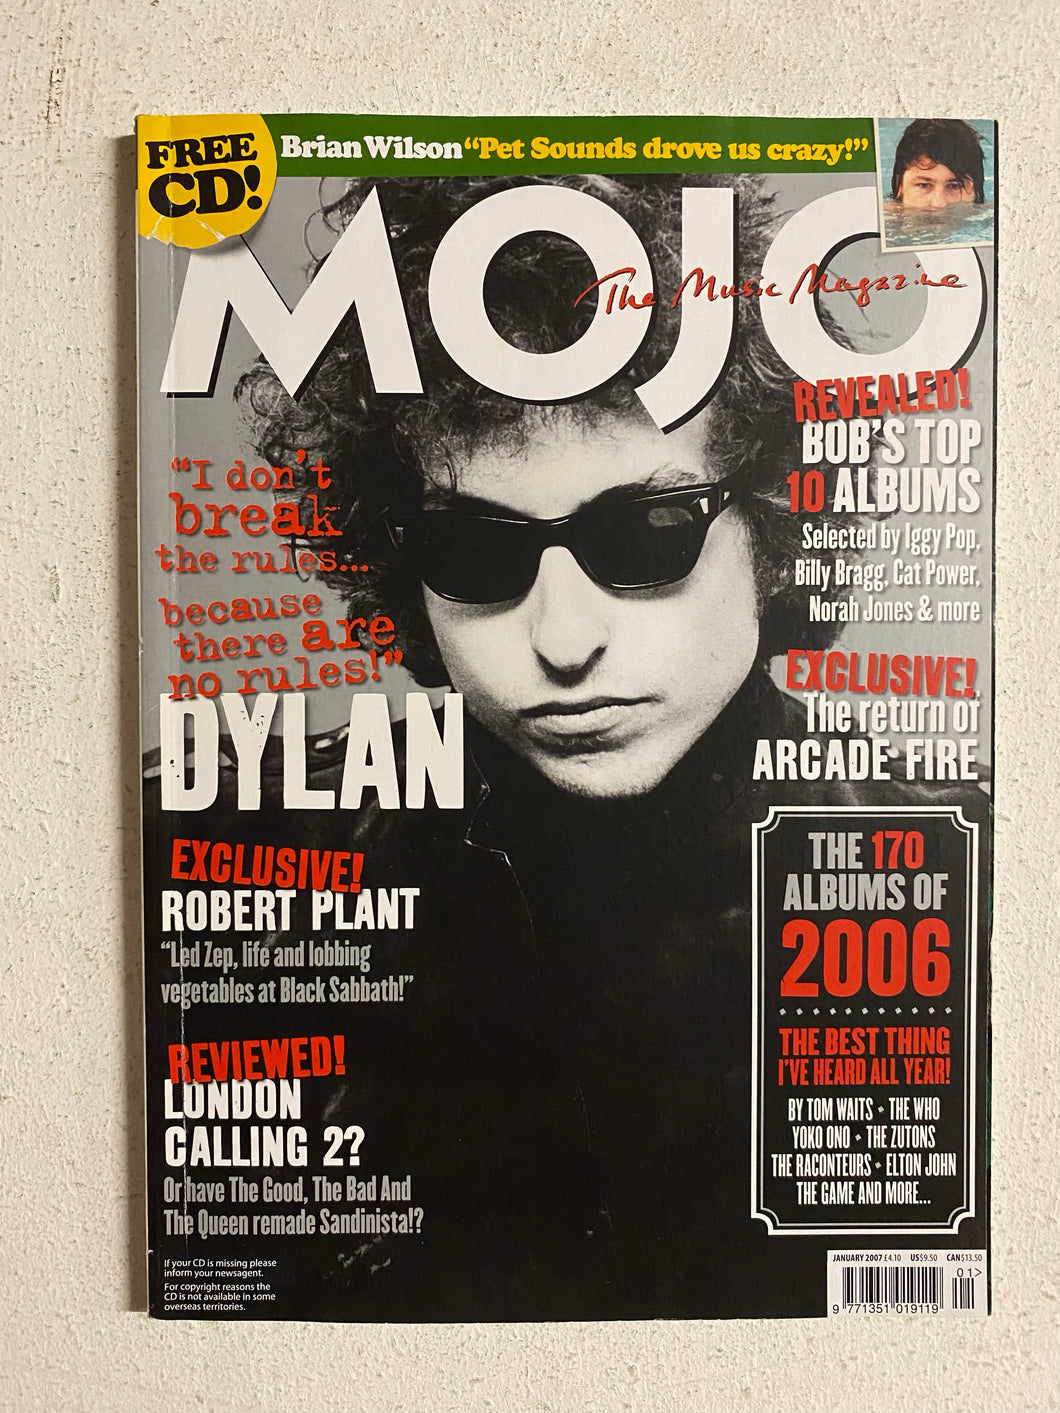 FREE
CD!
Brian Wilson “Pet Sounds drove us crazy!”
MOJO
The Music Magazine
REVEALED!
BOB'S TOP
10 ALBUMS
Selected by Iggy Pop,
Billy Bragg, Cat Power,
Norah Jones & more
“I don't
break
the rules...
because
there are
no rules!”
DYLAN
EXCLUSIVE!
The return of
ARCADE FIRE
EXCLUSIVE!
ROBERT PLANT
“Led Zep, life and lobbing
vegetables at Black Sabbath!”
REVIEWED!
LONDON
CALLING 2?
Or have The Good, The Bad And
The Queen remade Sandinista!?
THE 170
ALBUMS OF
2006
THE BEST THING
I'VE HEARD ALL YEAR!
BY TOM WAITS • THE WHO
YOKO ONO • THE ZUTONS
THE RACONTEURS • ELTON JOHN
THE GAME AND MORE...
If your CD is missing please
inform your newsagent.
For copyright reasons the
CD is not available in some
overseas territories.
JANUARY 2007 £4.10 US$9.50 CAN$13.50
01>
9 771351 019119